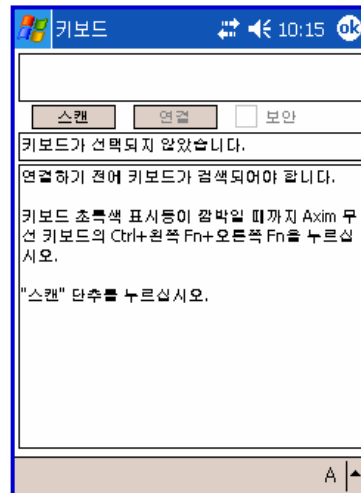 키보드 10:15 ok
스캔 연결 보안
키보드가 선택되지 않았습니다.
연결하기 전에 키보드가 검색되어야 합니다.
키보드 초록색 표시등이 깜박일 때까지 Axim 무
선 키보드의 Ctrl+왼쪽 Fn+오른쪽 Fn을 누르십
시오.
"스캔" 단추를 누르십시오.
A